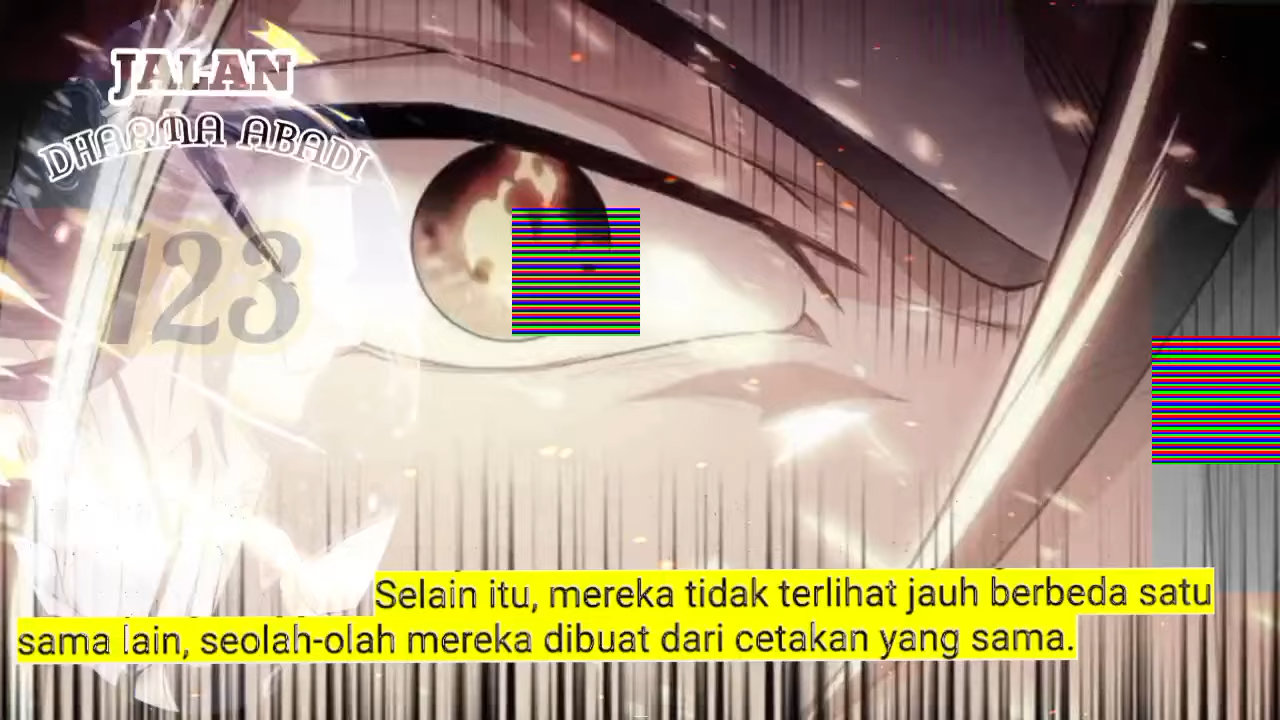 JALAN
DHARMA ABADI
123
Selain itu, mereka tidak terlihat jauh berbeda satu
sama lain, seolah-olah mereka dibuat dari cetakan yang sama.